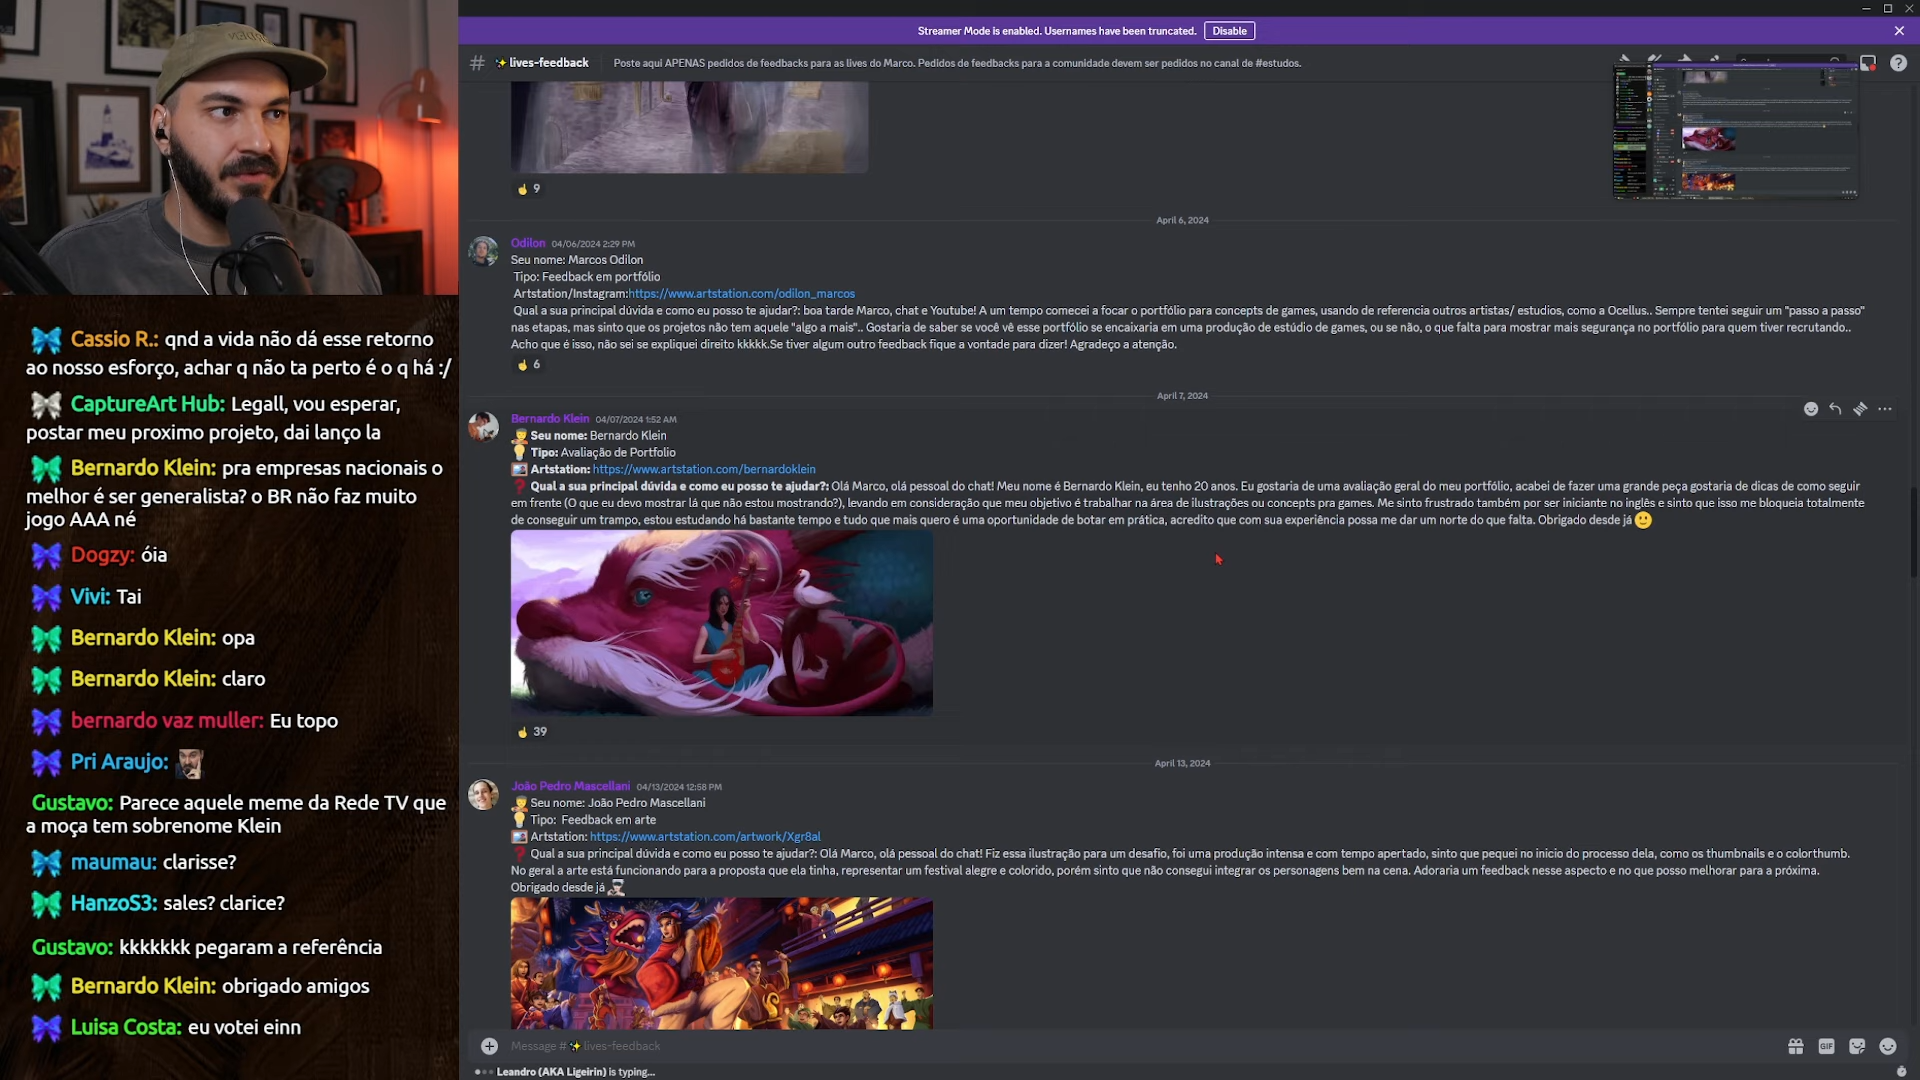 Streamer Mode is enabled. Usernames have been truncated. Disable
lives-feedback Poste aqui APENAS pedidos de feedbacks para as lives do Marco. Pedidos de feedbacks para a comunidade devem ser pedidos no canal de #estudos.
9
April 6, 2024
Odilon 04/06/2024 2:29 PM
Seu nome: Marcos Odilon
Tipo: Feedback em portfólio
Artstation/Instagram:https://www.artstation.com/odilon_marcos
Qual a sua principal dúvida e como eu posso te ajudar?: boa tarde Marco, chat e Youtube! A um tempo comecei a focar o portfólio para concepts de games, usando de referencia outros artistas/ estudios, como a Ocellus.. Sempre tentei seguir um "passo a passo"
nas etapas, mas sinto que os projetos não tem aquele "algo a mais".. Gostaria de saber se você vê esse portfólio se encaixaria em uma produção de estúdio de games, ou se não, o que falta para mostrar mais segurança no portfólio para quem tiver recrutando..
Acho que é isso, não sei se expliquei direito kkkkk.Se tiver algum outro feedback fique a vontade para dizer! Agradeço a atenção.
6
April 7, 2024
Bernardo Klein 04/07/2024 1:52 AM
Seu nome: Bernardo Klein
Tipo: Avaliação de Portfolio
Artstation: https://www.artstation.com/bernardoklein
Qual a sua principal dúvida e como eu posso te ajudar?: Olá Marco, olá pessoal do chat! Meu nome é Bernardo Klein, eu tenho 20 anos. Eu gostaria de uma avaliação geral do meu portfólio, acabei de fazer uma grande peça gostaria de dicas de como seguir
em frente (O que eu devo mostrar lá que não estou mostrando?), levando em consideração que meu objetivo é trabalhar na área de ilustrações ou concepts pra games. Me sinto frustrado também por ser iniciante no inglês e sinto que isso me bloqueia totalmente
de conseguir um trampo, estou estudando há bastante tempo e tudo que mais quero é uma oportunidade de botar em prática, acredito que com sua experiência possa me dar um norte do que falta. Obrigado desde já
39
April 13, 2024
João Pedro Mascellani 04/13/2024 12:58 PM
Seu nome: João Pedro Mascellani
Tipo: Feedback em arte
Artstation: https://www.artstation.com/artwork/Xgr8al
Qual a sua principal dúvida e como eu posso te ajudar?: Olá Marco, olá pessoal do chat! Fiz essa ilustração para um desafio, foi uma produção intensa e com tempo apertado, sinto que pequei no inicio do processo dela, como os thumbnails e o colorthumb.
No geral a arte está funcionando para a proposta que ela tinha, representar um festival alegre e colorido, porém sinto que não consegui integrar os personagens bem na cena. Adoraria um feedback nesse aspecto e no que posso melhorar para a próxima.
Obrigado desde já
Message # lives-feedback
GIF
Leandro (AKA Ligeirin) is typing...
Cassio R.: qnd a vida não dá esse retorno
ao nosso esforço, achar q não ta perto é o q há :/
CaptureArt Hub: Legall, vou esperar,
postar meu proximo projeto, dai lanço la
Bernardo Klein: pra empresas nacionais o
melhor é ser generalista? o BR não faz muito
jogo AAA né
Dogzy: óia
Vivi: Tai
Bernardo Klein: opa
Bernardo Klein: claro
bernardo vaz muller: Eu topo
Pri Araujo:
Gustavo: Parece aquele meme da Rede TV que
a moça tem sobrenome Klein
maumau: clarisse?
HanzoS3: sales? clarice?
Gustavo: kkkkkkk pegaram a referência
Bernardo Klein: obrigado amigos
Luisa Costa: eu votei einn